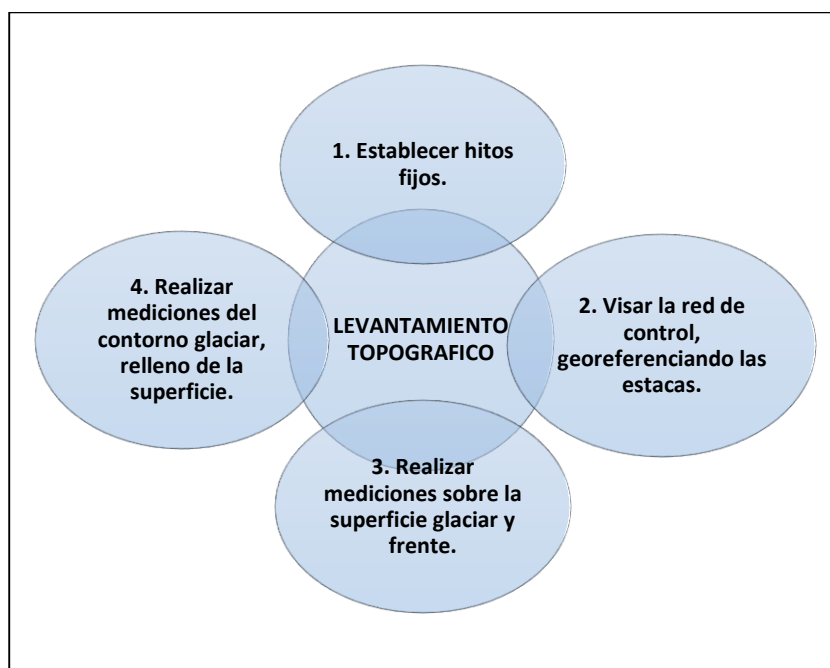 1. Establecer hitos
fijos.
2. Visar la red de
control,
georeferenciando las
estacas.
3. Realizar
mediciones sobre la
superficie glaciar y
frente.
4. Realizar
mediciones del
contorno glaciar,
relleno de la
superficie.
LEVANTAMIENTO
TOPOGRAFICO